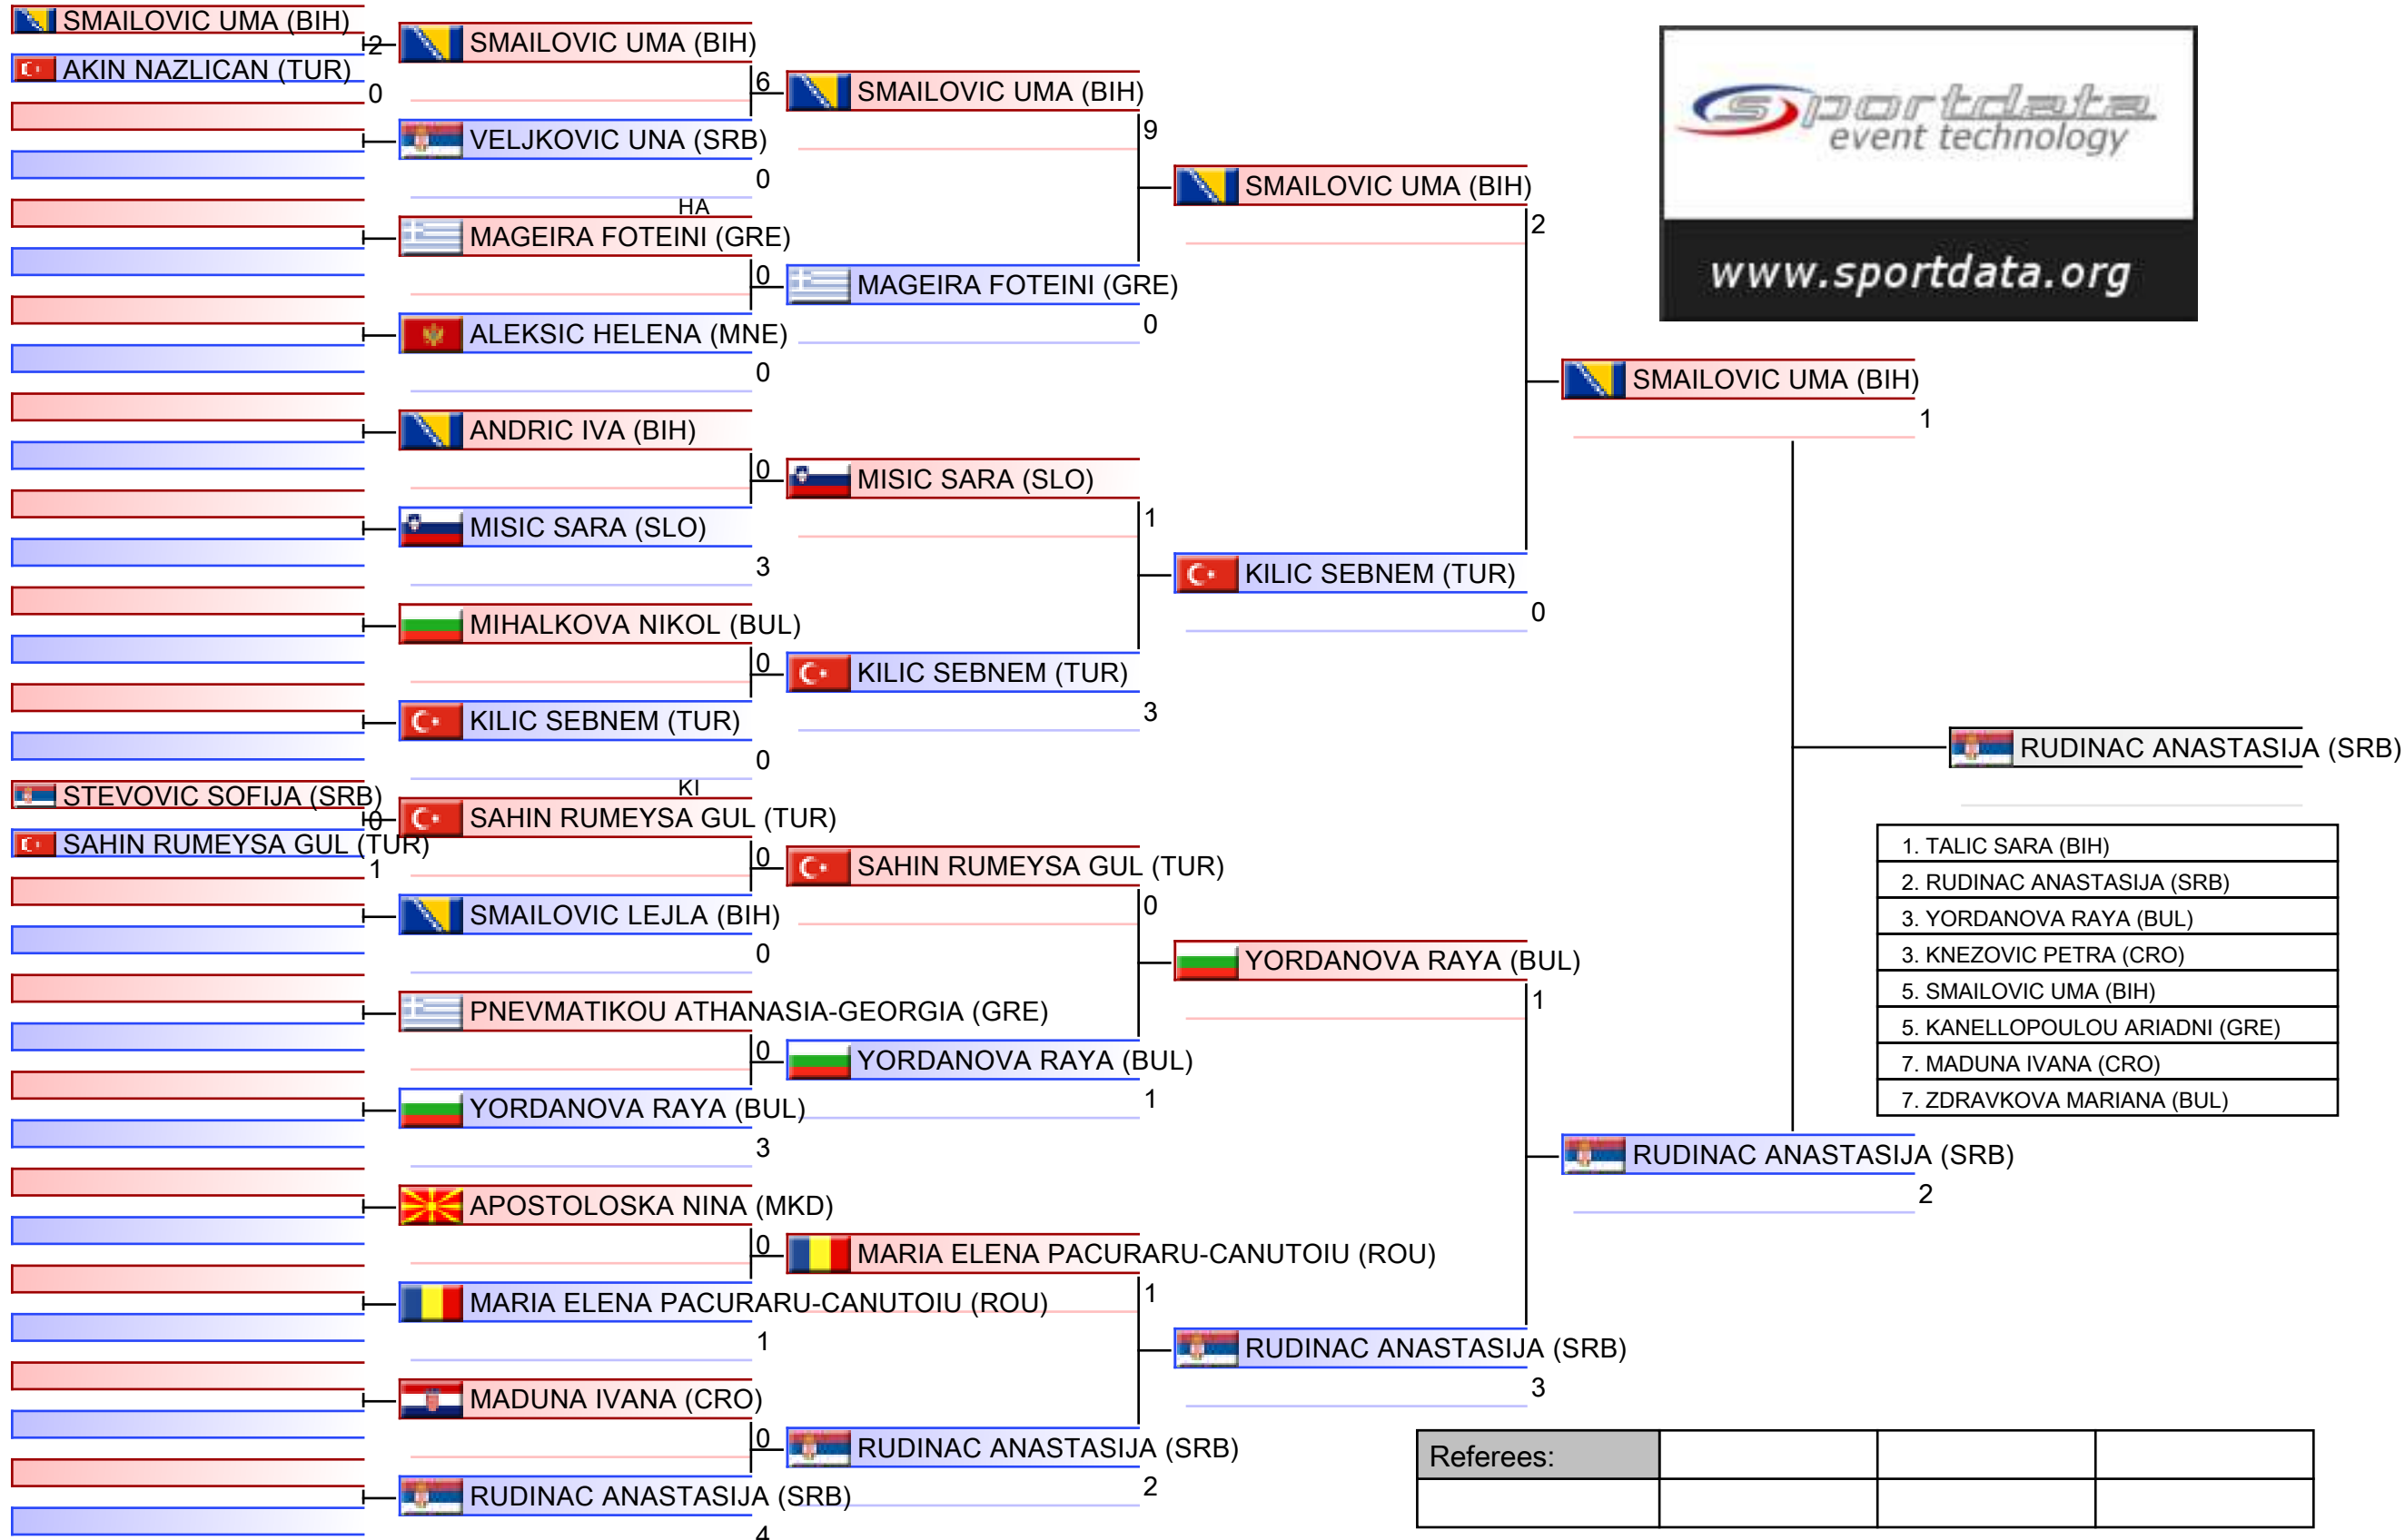 SMAILOVIC UMA (BIH)
2
AKIN NAZLICAN (TUR)
0
STEVOVIC SOFIJA (SRB)
0
SAHIN RUMEYSA GUL (TUR)
1
SMAILOVIC UMA (BIH)
6
VELJKOVIC UNA (SRB)
0
HA
MAGEIRA FOTEINI (GRE)
0
ALEKSIC HELENA (MNE)
0
ANDRIC IVA (BIH)
0
MISIC SARA (SLO)
3
MIHALKOVA NIKOL (BUL)
0
KILIC SEBNEM (TUR)
0
KI
SAHIN RUMEYSA GUL (TUR)
0
SMAILOVIC LEJLA (BIH)
0
PNEVMATIKOU ATHANASIA-GEORGIA (GRE)
0
YORDANOVA RAYA (BUL)
3
APOSTOLOSKA NINA (MKD)
0
MARIA ELENA PACURARU-CANUTOIU (ROU)
1
MADUNA IVANA (CRO)
0
RUDINAC ANASTASIJA (SRB)
4
SMAILOVIC UMA (BIH)
9
MAGEIRA FOTEINI (GRE)
0
MISIC SARA (SLO)
1
KILIC SEBNEM (TUR)
3
SAHIN RUMEYSA GUL (TUR)
0
YORDANOVA RAYA (BUL)
1
MARIA ELENA PACURARU-CANUTOIU (ROU)
1
RUDINAC ANASTASIJA (SRB)
2
SMAILOVIC UMA (BIH)
2
KILIC SEBNEM (TUR)
0
YORDANOVA RAYA (BUL)
1
RUDINAC ANASTASIJA (SRB)
3
SMAILOVIC UMA (BIH)
1
RUDINAC ANASTASIJA (SRB)
2
RUDINAC ANASTASIJA (SRB)
sportdata
event technology
www.sportdata.org
1. TALIC SARA (BIH)
2. RUDINAC ANASTASIJA (SRB)
3. YORDANOVA RAYA (BUL)
3. KNEZOVIC PETRA (CRO)
5. SMAILOVIC UMA (BIH)
5. KANELLOPOULOU ARIADNI (GRE)
7. MADUNA IVANA (CRO)
7. ZDRAVKOVA MARIANA (BUL)
Referees: